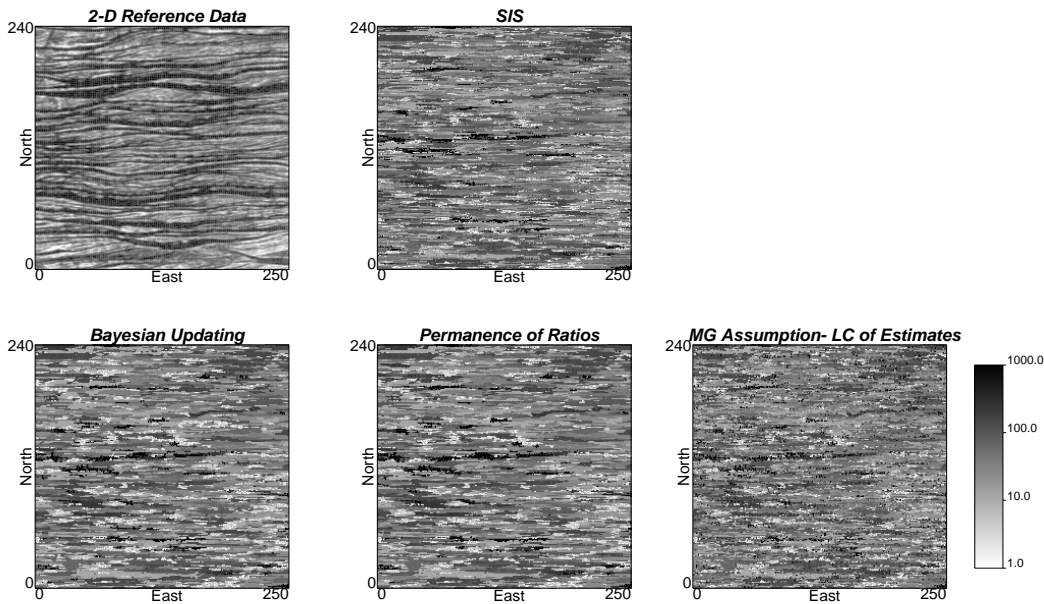 2-D Reference Data
240
North
0
0
East
250
SIS
240
North
0
0
East
250
Bayesian Updating
240
North
0
0
East
250
Permanence of Ratios
240
North
0
0
East
250
MG Assumption- LC of Estimates
240
North
0
0
East
250
1000.0
100.0
10.0
1.0